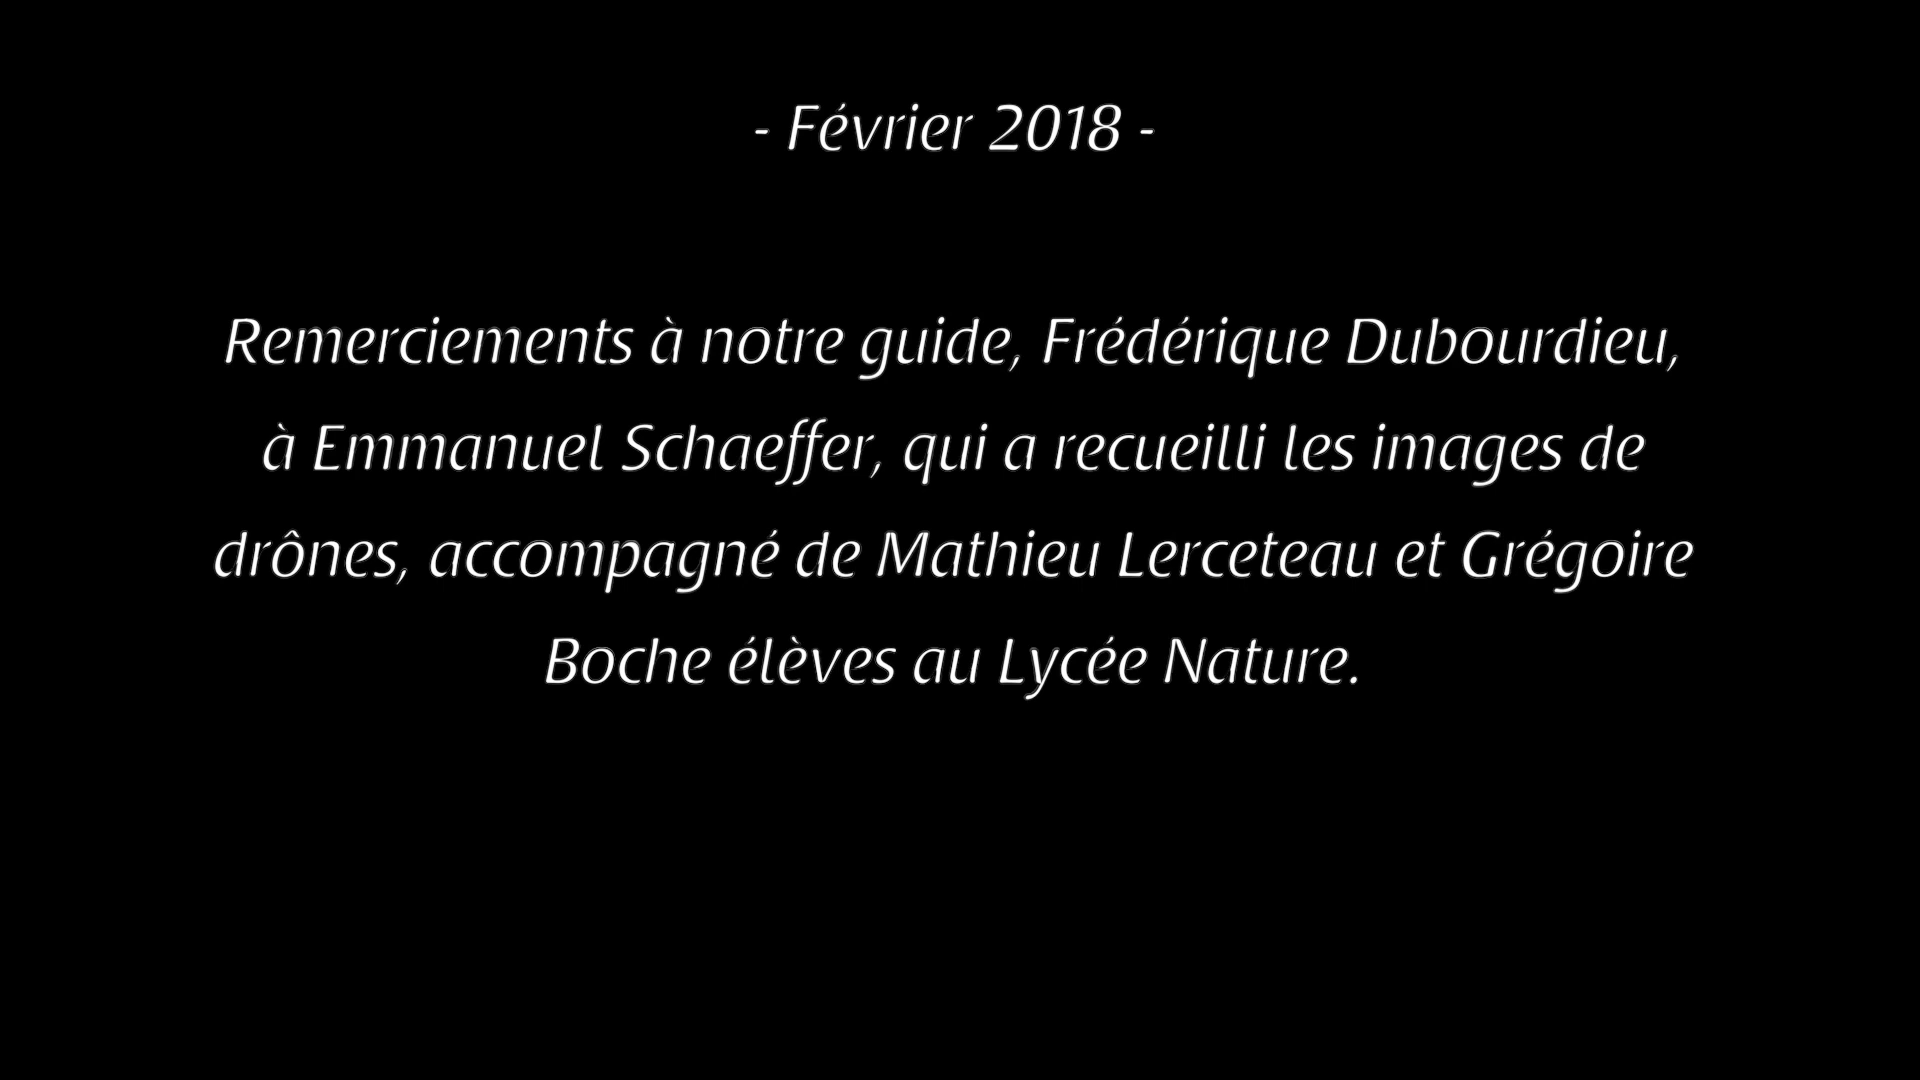 - Février 2018 -
Remerciements à notre guide, Frédérique Dubourdieu,
à Emmanuel Schaeffer, qui a recueilli les images de
drônes, accompagné de Mathieu Lerceteau et Grégoire
Boche élèves au Lycée Nature.